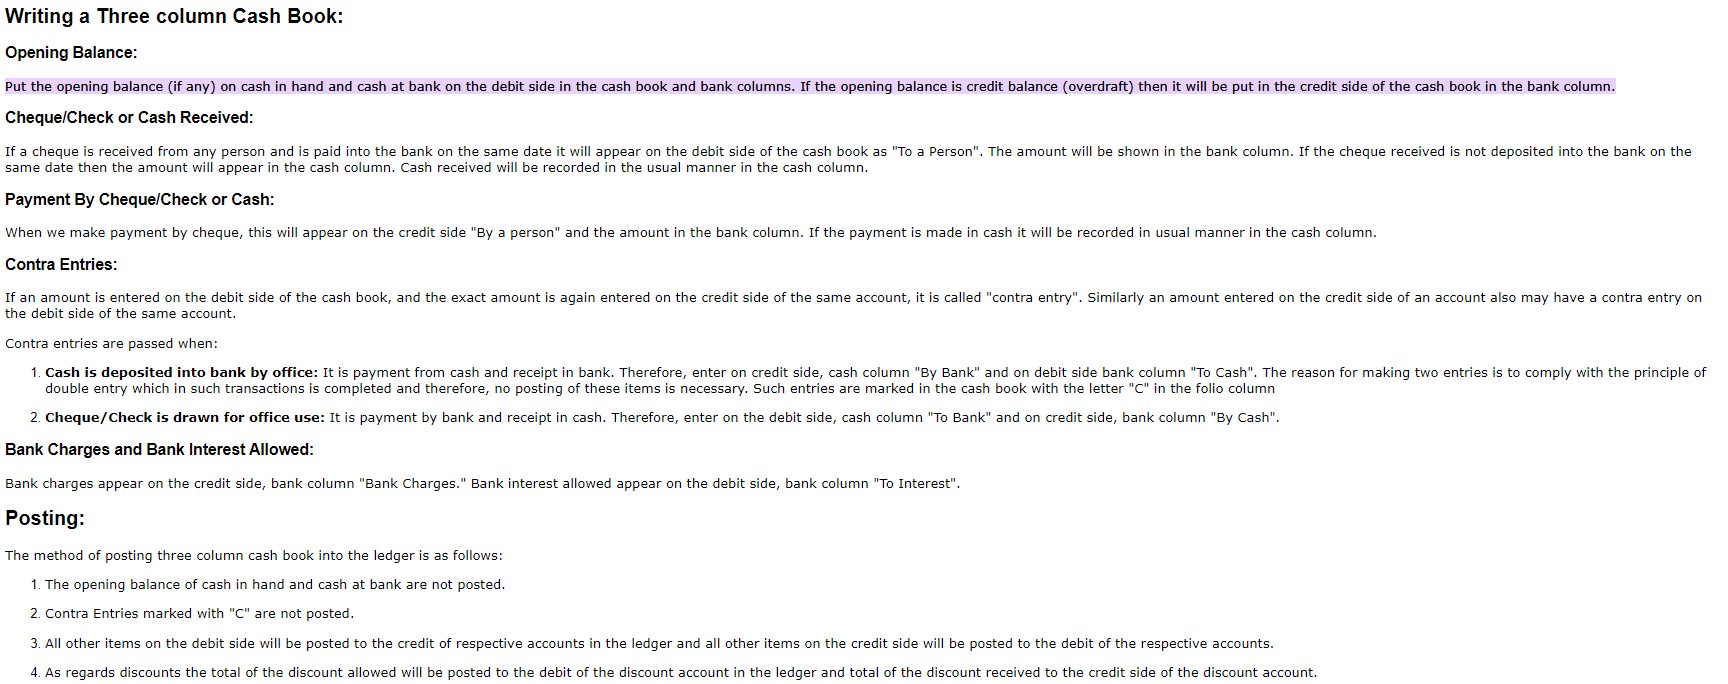 Writing a Three column Cash Book:
Opening Balance:
Put the opening balance (if any) on cash in hand and cash at bank on the debit side in the cash book and bank columns. If the opening balance is credit balance (overdraft) then it will be put in the credit side of the cash book in the bank column.
Cheque/Check or Cash Received:
If a cheque is received from any person and is paid into the bank on the same date it will appear on the debit side of the cash book as "To a Person". The amount will be shown in the bank column. If the cheque received is not deposited into the bank on the
same date then the amount will appear in the cash column. Cash received will be recorded in the usual manner in the cash column.
Payment By Cheque/Check or Cash:
When we make payment by cheque, this will appear on the credit side "By a person" and the amount in the bank column. If the payment is made in cash it will be recorded in usual manner in the cash column.
Contra Entries:
If an amount is entered on the debit side of the cash book, and the exact amount is again entered on the credit side of the same account, it is called "contra entry". Similarly an amount entered on the credit side of an account also may have a contra entry on
the debit side of the same account.
Contra entries are passed when:
1. Cash is deposited into bank by office: It is payment from cash and receipt in bank. Therefore, enter on credit side, cash column "By Bank" and on debit side bank column "To Cash". The reason for making two entries is to comply with the principle of
double entry which in such transactions is completed and therefore, no posting of these items is necessary. Such entries are marked in the cash book with the letter "C" in the folio column
2. Cheque/Check is drawn for office use: It is payment by bank and receipt in cash. Therefore, enter on the debit side, cash column "To Bank" and on credit side, bank column "By Cash".
Bank Charges and Bank Interest Allowed:
Bank charges appear on the credit side, bank column "Bank Charges." Bank interest allowed appear on the debit side, bank column "To Interest".
Posting:
The method of posting three column cash book into the ledger is as follows:
1. The opening balance of cash in hand and cash at bank are not posted.
2. Contra Entries marked with "C" are not posted.
3. All other items on the debit side will be posted to the credit of respective accounts in the ledger and all other items on the credit side will be posted to the debit of the respective accounts.
4. As regards discounts the total of the discount allowed will be posted to the debit of the discount account in the ledger and total of the discount received to the credit side of the discount account.